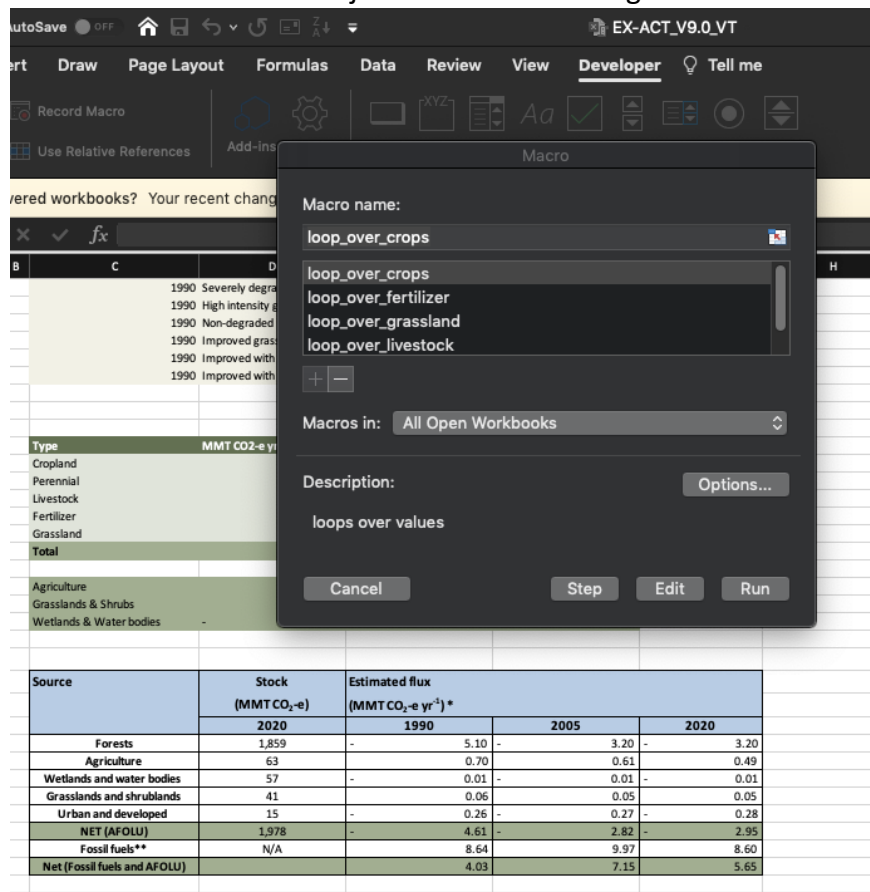 utoSave OFF EX-ACT_V9.0_VT
ert Draw Page Layout Formulas Data Review View Developer Tell me
Record Macro
Use Relative References
Add-ins
XYZ
Aa
Macro
vered workbooks? Your recent chang
Macro name:
loop_over_crops
loop_over_crops
loop_over_fertilizer
loop_over_grassland
loop_over_livestock
Macros in: All Open Workbooks
Description: Options...
loops over values
Cancel Step Edit Run
fx
B C D H
1990 Severely degra
1990 High intensity g
1990 Non-degraded
1990 Improved gras
1990 Improved with
1990 Improved with
Type MMT CO2-e yr
Cropland
Perennial
Livestock
Fertilizer
Grassland
Total
Agriculture
Grasslands & Shrubs
Wetlands & Water bodies -
Source Stock Estimated flux
(MMT CO₂-e) (MMT CO₂-e yr⁻¹) *
2020 1990 2005 2020
Forests 1,859 - 5.10 - 3.20 - 3.20
Agriculture 63 0.70 0.61 0.49
Wetlands and water bodies 57 - 0.01 - 0.01 - 0.01
Grasslands and shrublands 41 0.06 0.05 0.05
Urban and developed 15 - 0.26 - 0.27 - 0.28
NET (AFOLU) 1,978 - 4.61 - 2.82 - 2.95
Fossil fuels** N/A 8.64 9.97 8.60
Net (Fossil fuels and AFOLU) 4.03 7.15 5.65